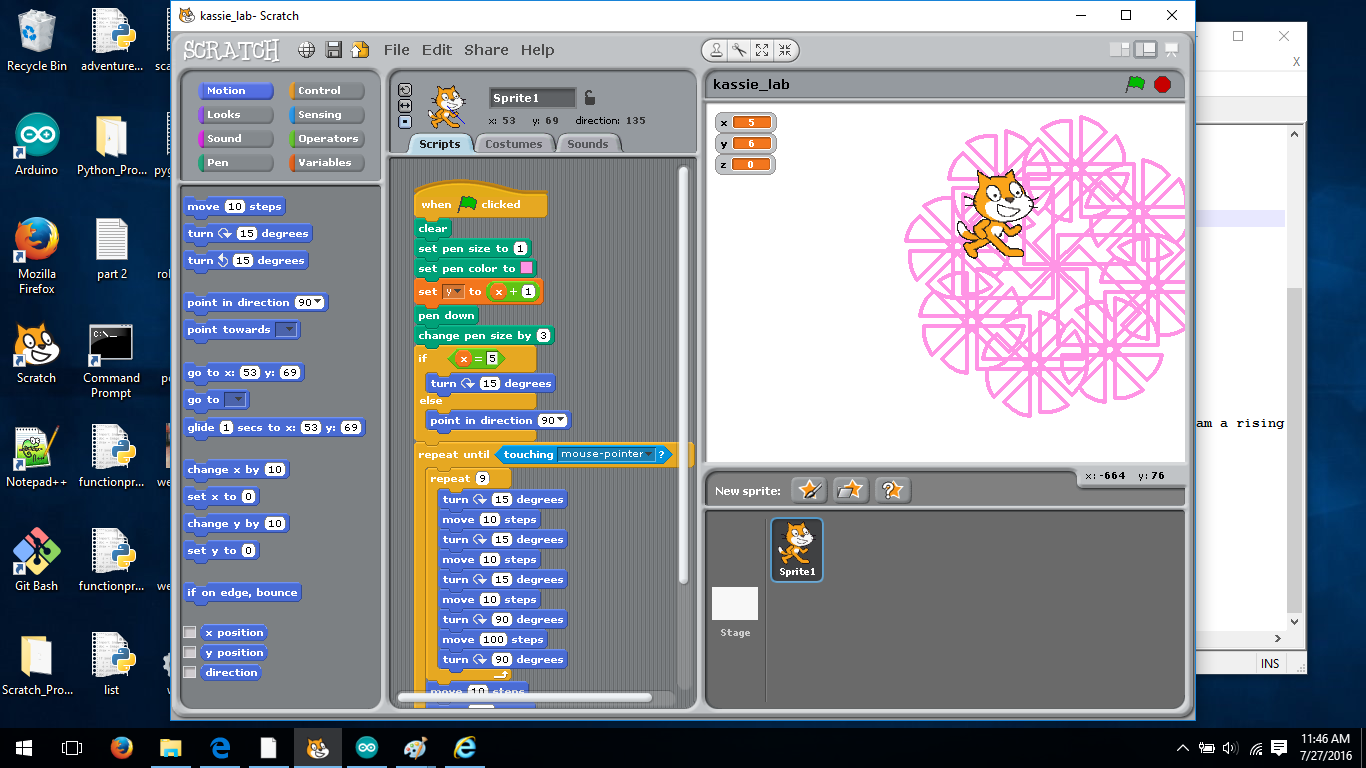 Recycle Bin
adventure...
sca
Arduino
Python_Pro...
pyg
Mozilla
Firefox
part 2
rol
Scratch
Command
Prompt
po
Notepad++
functionpr...
we
Git Bash
functionpr...
we
Scratch_Pro...
list
w
kassie_lab- Scratch
SCRATCH
File Edit Share Help
Motion Control
Looks Sensing
Sound Operators
Pen Variables
move 10 steps
turn 15 degrees
turn 15 degrees
point in direction 90
point towards
go to x: 53 y: 69
go to
glide 1 secs to x: 53 y: 69
change x by 10
set x to 0
change y by 10
set y to 0
if on edge, bounce
x position
y position
direction
Sprite1
x: 53 y: 69 direction: 135
Scripts Costumes Sounds
when clicked
clear
set pen size to 1
set pen color to
set y to x + 1
pen down
change pen size by 3
if x = 5
turn 15 degrees
else
point in direction 90
repeat until touching mouse-pointer ?
repeat 9
turn 15 degrees
move 10 steps
turn 15 degrees
move 10 steps
turn 15 degrees
move 10 steps
turn 90 degrees
move 100 steps
turn 90 degrees
move 10 steps
kassie_lab
x 5
y 6
z 0
x: -664 y: 76
New sprite:
Sprite1
Stage
X
am a rising
INS
C:\._
11:46 AM
7/27/2016